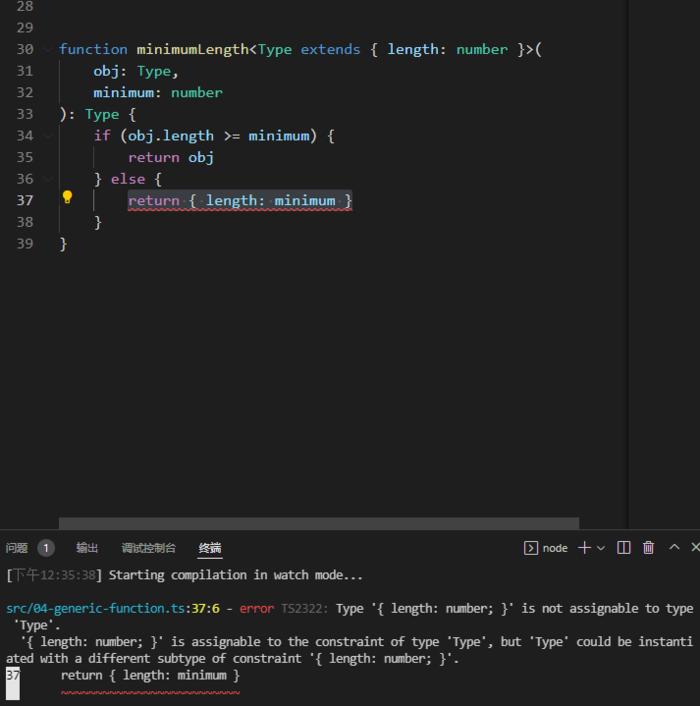 28
29
30 function minimumLength<Type extends { length: number }>(
31 obj: Type,
32 minimum: number
33 ): Type {
34 if (obj.length >= minimum) {
35 return obj
36 } else {
37 return { length: minimum }
38 }
39 }
问题 1 输出 调试控制台 终端 node
[下午12:35:38] Starting compilation in watch mode...
src/04-generic-function.ts:37:6 - error TS2322: Type '{ length: number; }' is not assignable to type
'Type'.
'{ length: number; }' is assignable to the constraint of type 'Type', but 'Type' could be instanti
ated with a different subtype of constraint '{ length: number; }'.
37 return { length: minimum }
~~~~~~~~~~~~~~~~~~~~~~~~~~